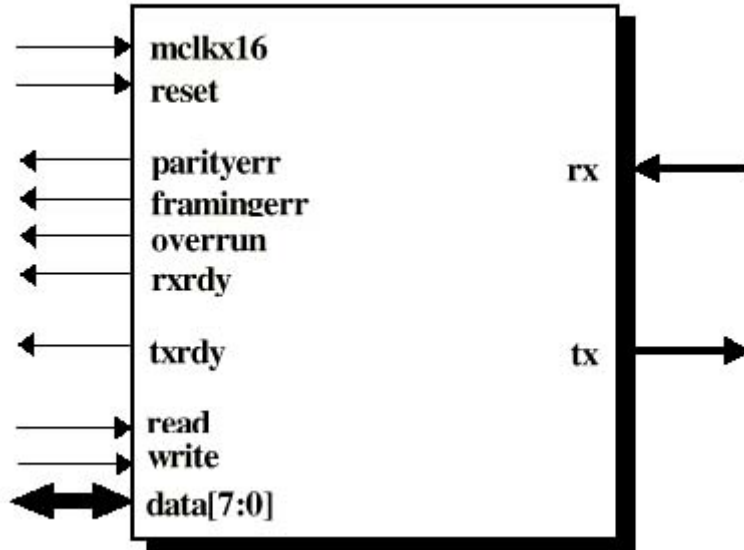 mclkx16
reset
parityerr
rx
framingerr
overrun
rxrdy
txrdy
tx
read
write
data[7:0]